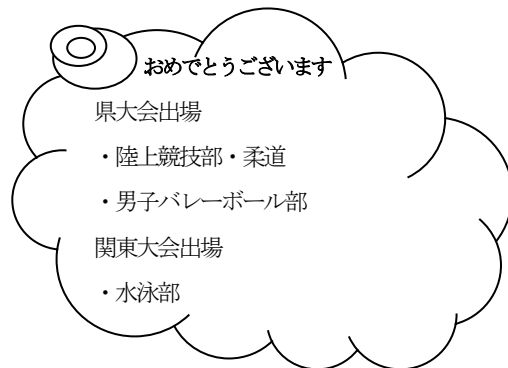 おめでとうございます
県大会出場
・陸上競技部・柔道
・男子バレーボール部
関東大会出場
・水泳部